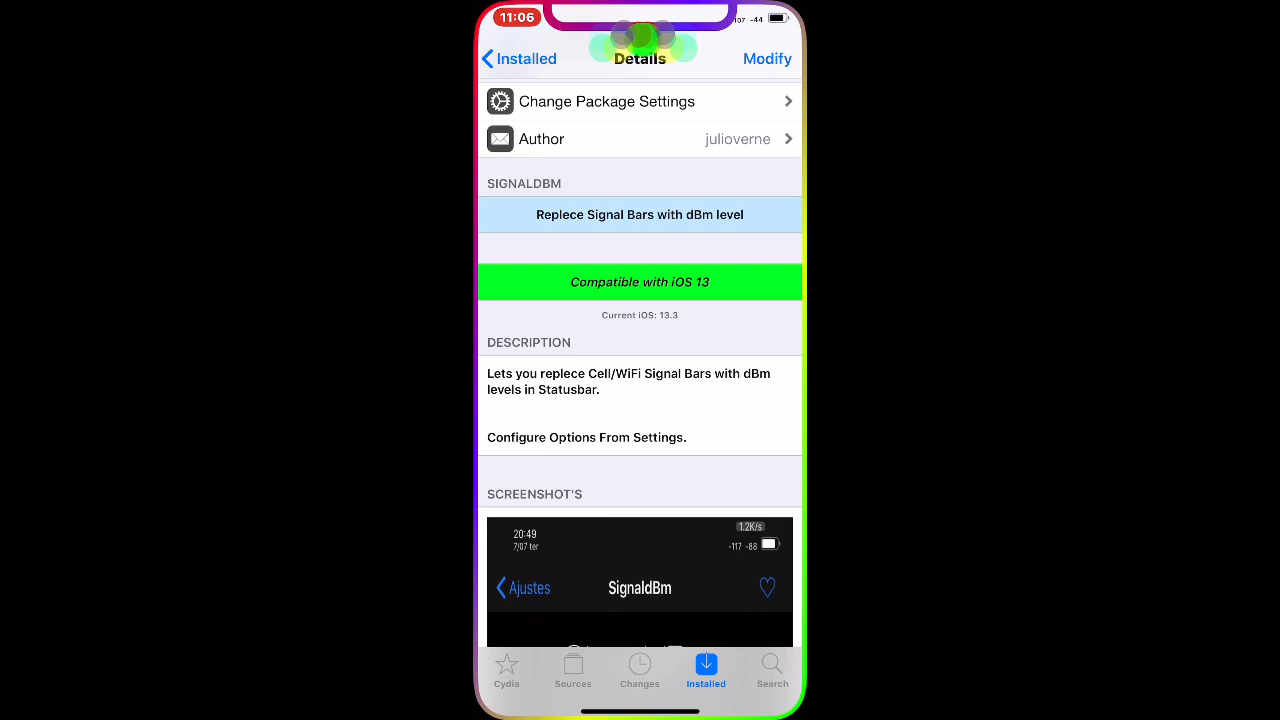 11:06
107 -44
Installed
Details
Modify
Change Package Settings
Author
julioverne
SIGNALDBM
Replece Signal Bars with dBm level
Compatible with iOS 13
Current iOS: 13.3
DESCRIPTION
Lets you replece Cell/WiFi Signal Bars with dBm
levels in Statusbar.
Configure Options From Settings.
SCREENSHOT'S
1.2K/s
20:49
7/07 ter
-117 -88
Ajustes
SignaldBm
Cydia
Sources
Changes
Installed
Search